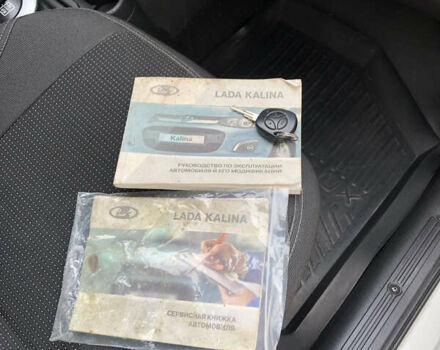 LADA KALINA
Kalina
РУКОВОДСТВО ПО ЭКСПЛУАТАЦИИ
АВТОМОБИЛЯ И ЕГО МОДИФИКАЦИЙ
LADA KALINA
СЕРВИСНАЯ КНИЖКА
АВТОМОБИЛЯ